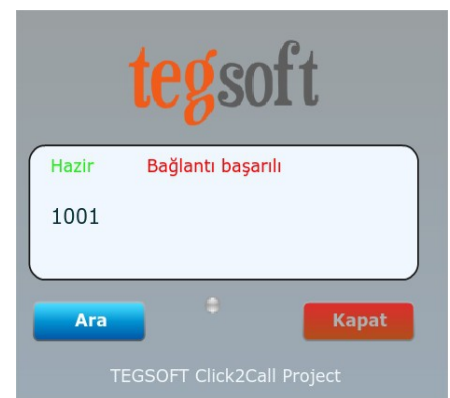 tegsoft
Hazir Bağlantı başarılı
1001
Ara Kapat
TEGSOFT Click2Call Project